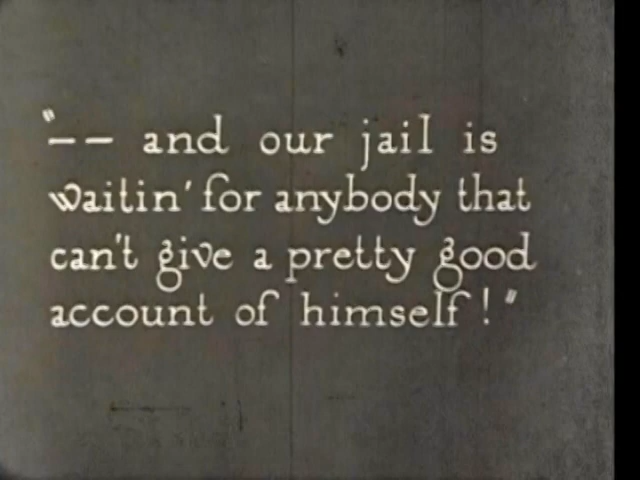 "-- and our jail is
waitin' for anybody that
can't give a pretty good
account of himself!"